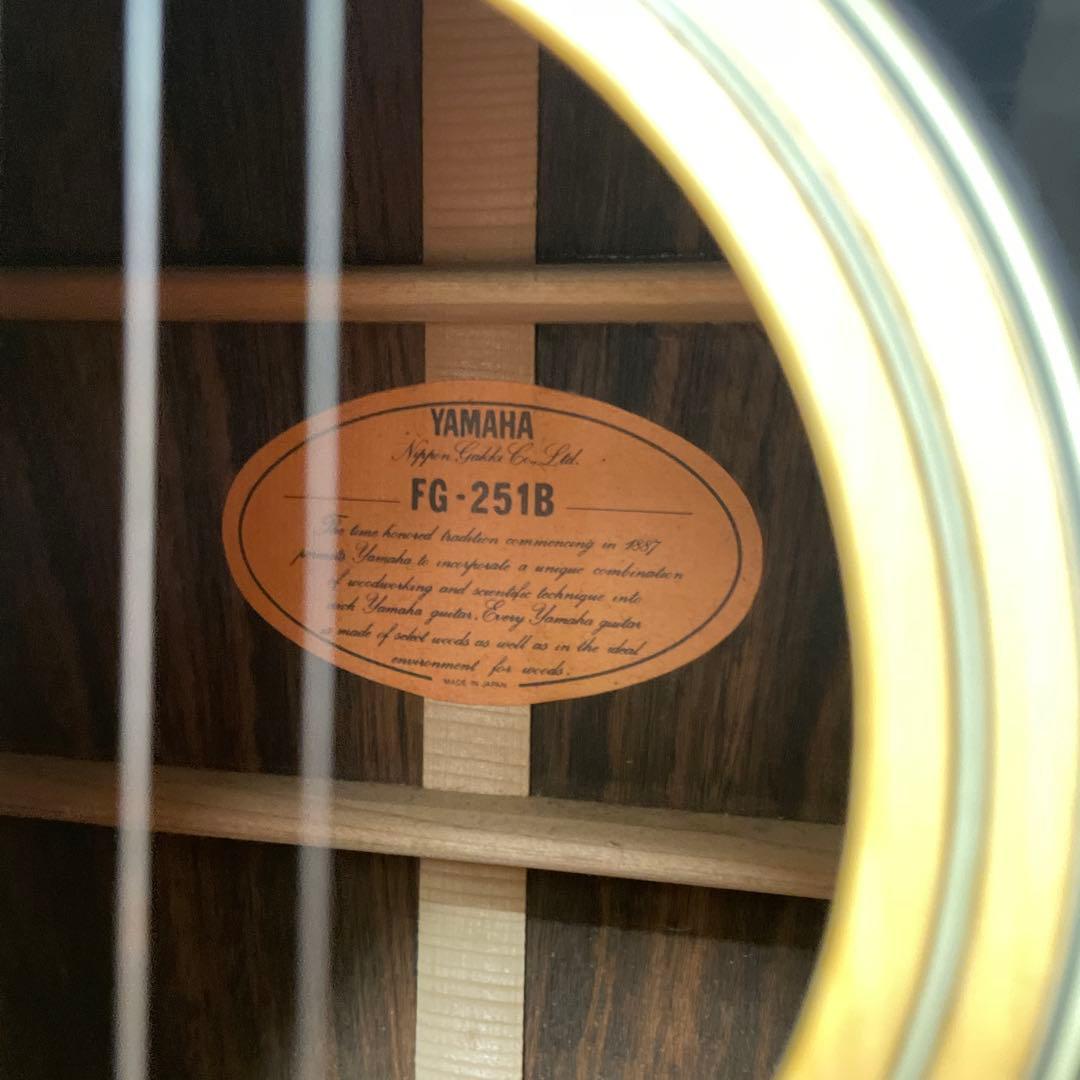 YAMAHA
Nippon Gakki Co., Ltd.
FG-251B
The time honored tradition commencing in 1887
permits Yamaha to incorporate a unique combination
of woodworking and scientific technique into
each Yamaha guitar. Every Yamaha guitar
is made of select woods as well as in the ideal
environment for woods.
MADE IN JAPAN